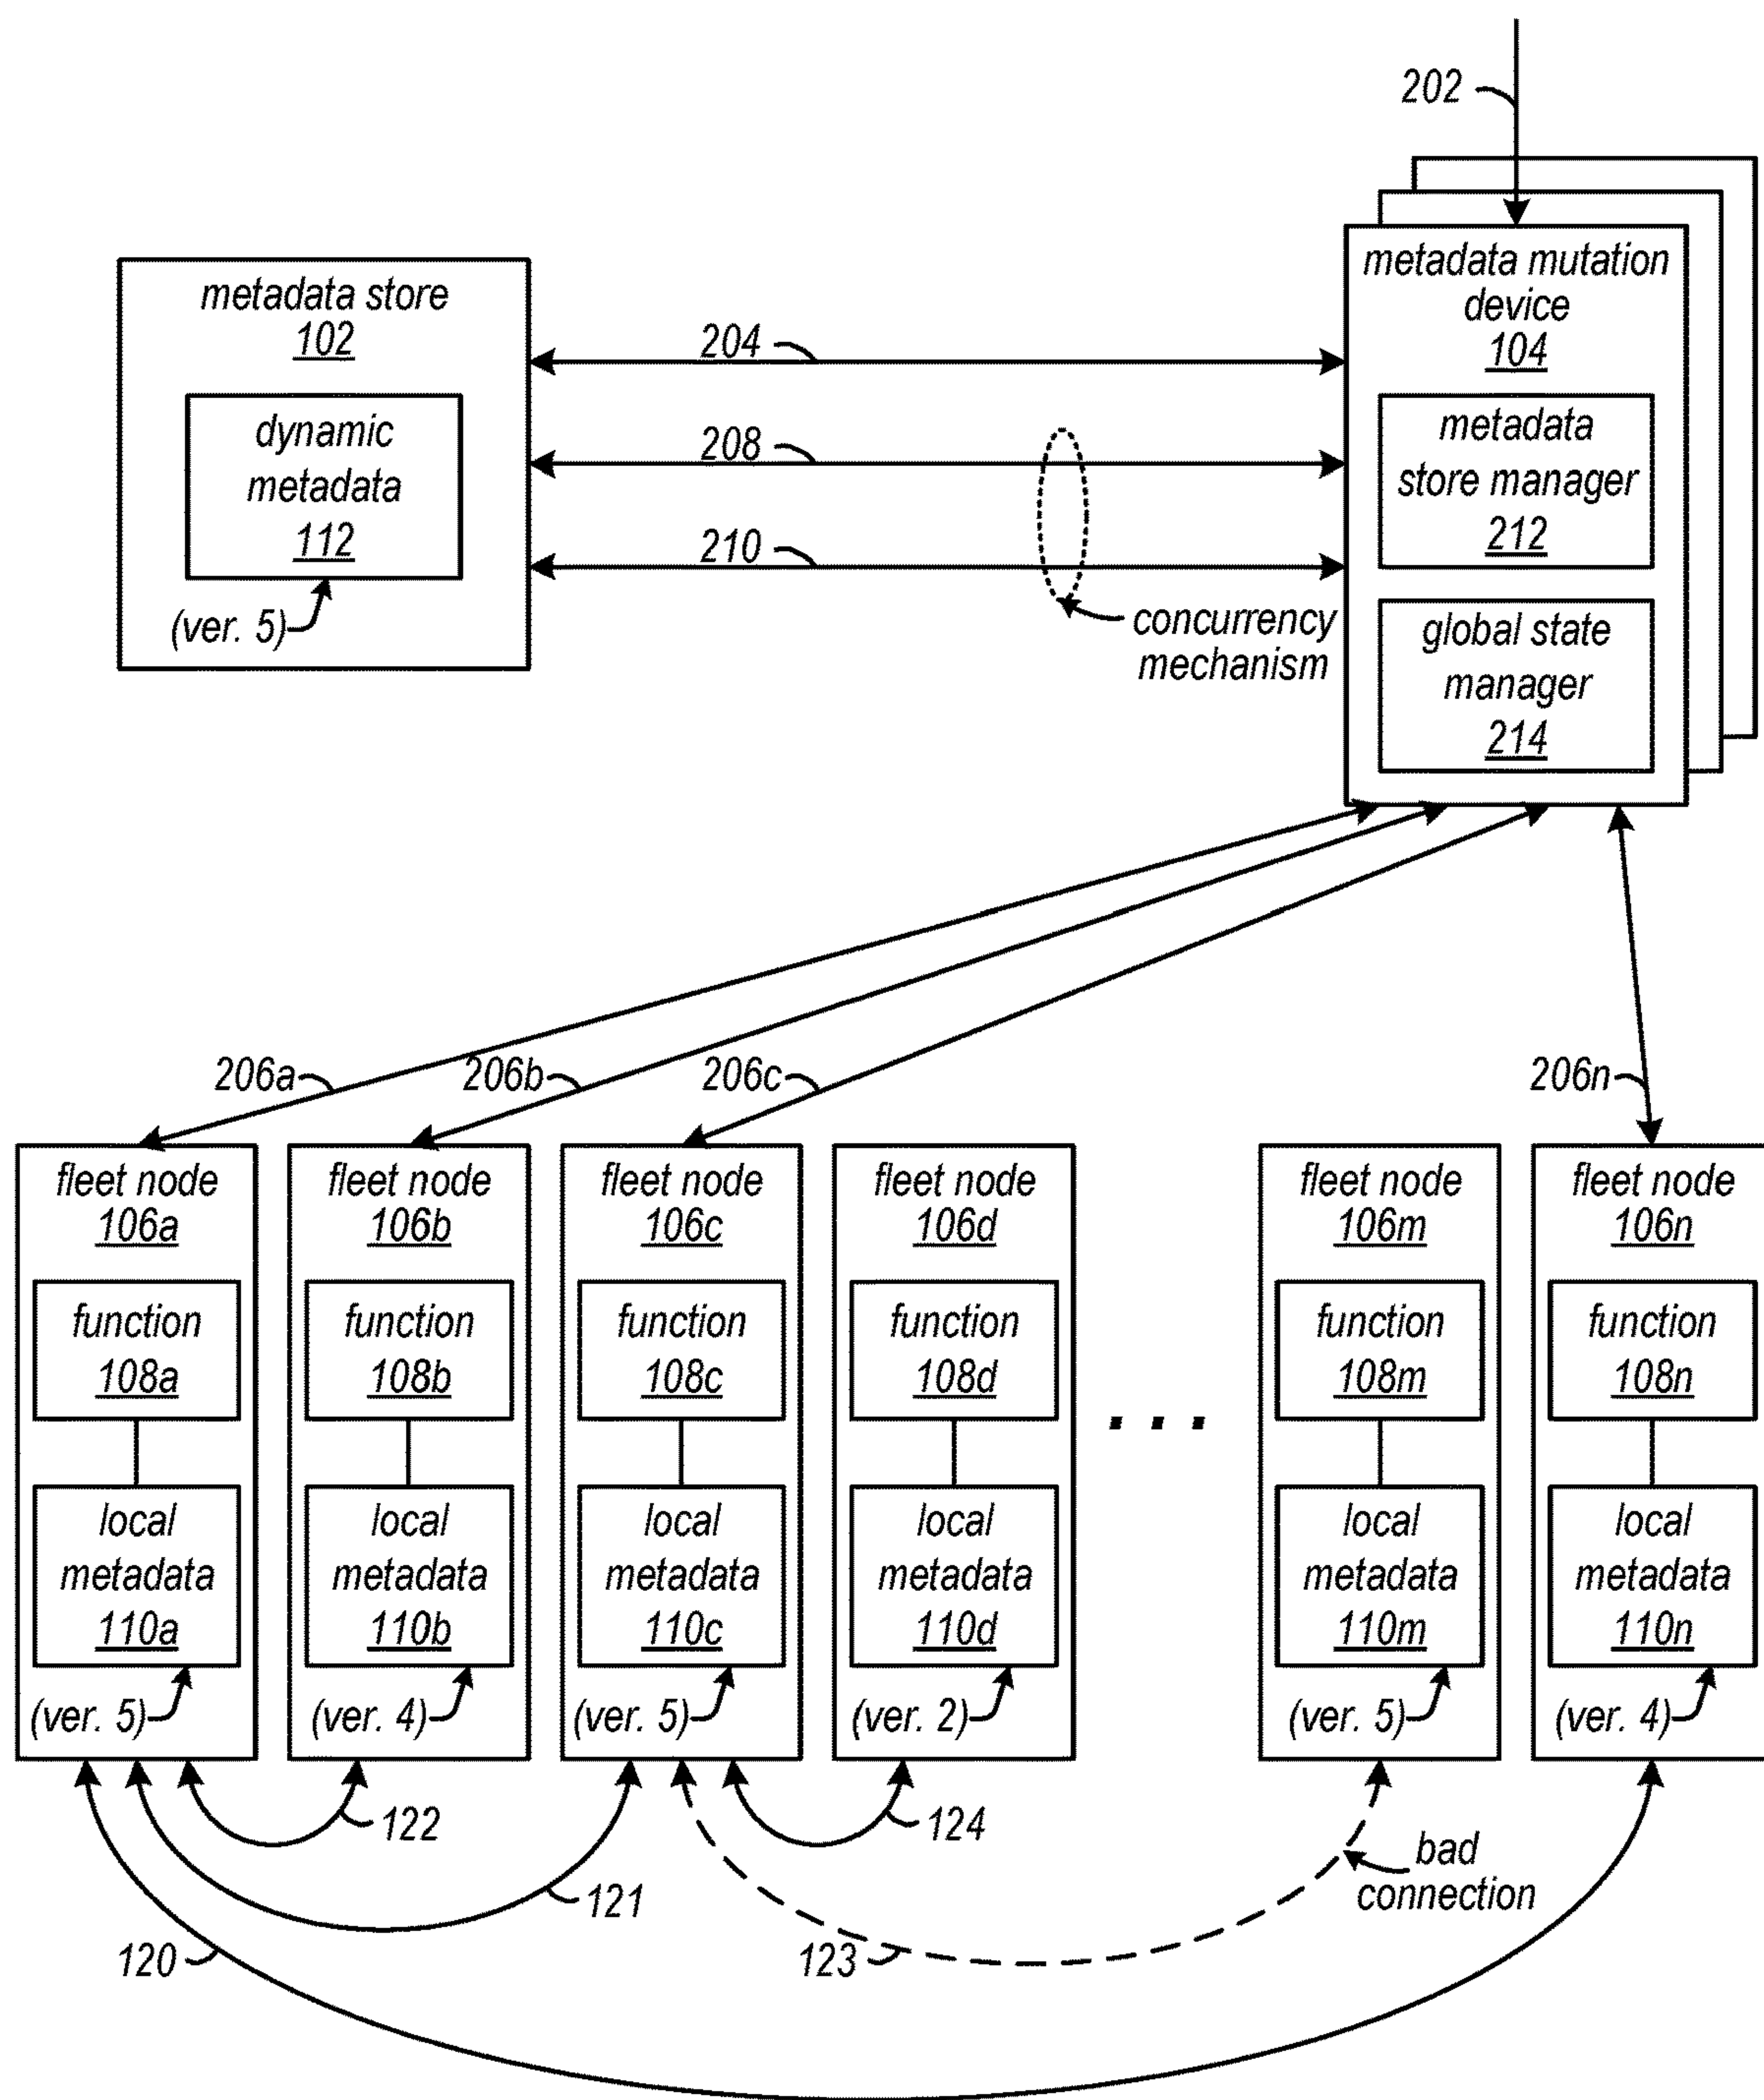 202
metadata store
102
dynamic
metadata
112
(ver. 5)
204
208
210
concurrency
mechanism
metadata mutation
device
104
metadata
store manager
212
global state
manager
214
206a
206b
206c
206n
fleet node
106a
function
108a
local
metadata
110a
(ver. 5)
fleet node
106b
function
108b
local
metadata
110b
(ver. 4)
fleet node
106c
function
108c
local
metadata
110c
(ver. 5)
fleet node
106d
function
108d
local
metadata
110d
(ver. 2)
. . .
fleet node
106m
function
108m
local
metadata
110m
(ver. 5)
fleet node
106n
function
108n
local
metadata
110n
(ver. 4)
122
124
121
bad
connection
120
123